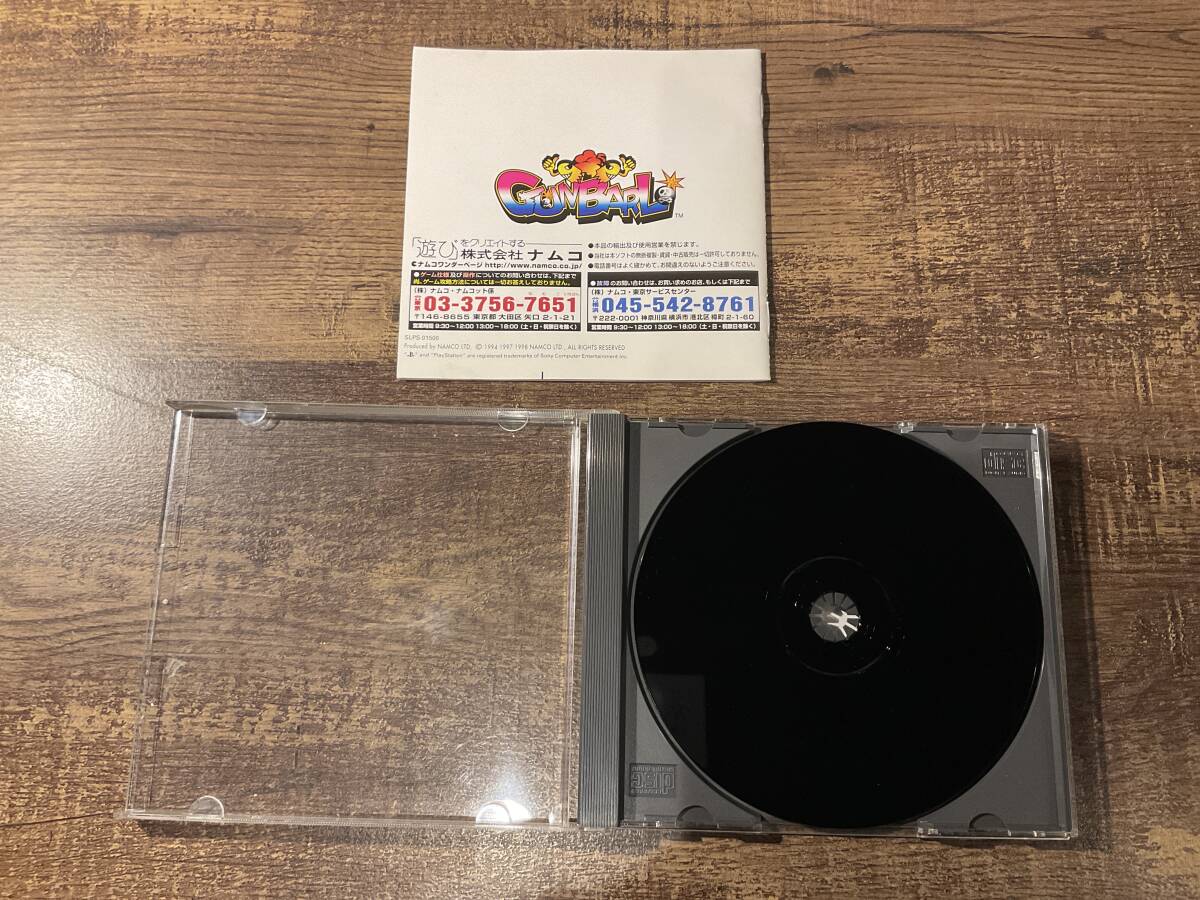 GUNBARL
TM
「遊び」をクリエイトする
株式会社 ナムコ
ナムコワンダーページ http://www.namco.co.jp/
●本品の輸出及び使用営業を禁じます。
●当社は本ソフトの無断複製・賃貸・中古販売は一切許可しておりません。
●電話番号はよく確かめて、お間違えのないようご注意ください。
●ゲーム仕様及び操作についてのお問い合わせは、下記まで
尚、ゲーム攻略方法については一切お答えしておりません。
(株) ナムコ・ナムコット係
東京 03-3756-7651
〒146-8655 東京都 大田区 矢口 2-1-21
営業時間 9:30~12:00 13:00~18:00 (土・日・祝祭日を除く)
●故障のお問い合わせは、お買い求めのお店、もしくは下記まで
(株) ナムコ・東京サービスセンター
横浜 045-542-8761
〒222-0001 神奈川県 横浜市 港北区 樽町 2-1-60
営業時間 9:30~12:00 13:00~18:00 (土・日・祝祭日を除く)
SLPS-01500
Produced by NAMCO LTD., © 1994 1997 1998 NAMCO LTD., ALL RIGHTS RESERVED
" " and "PlayStation" are registered trademarks of Sony Computer Entertainment Inc.
disc
disc